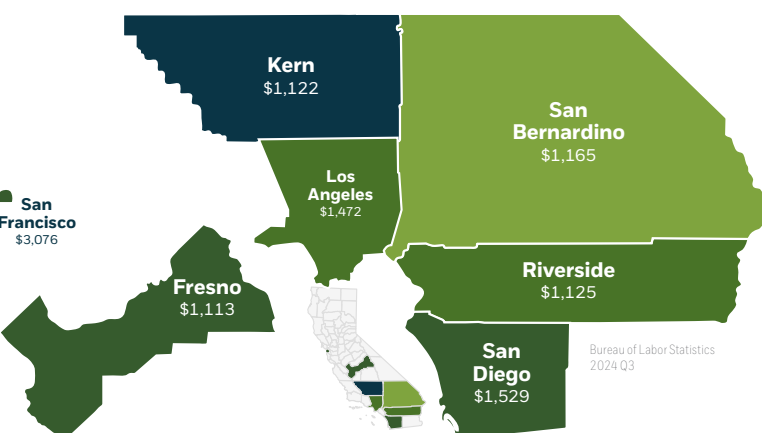 Kern
$1,122
San
Bernardino
$1,165
Los
Angeles
$1,472
San
Francisco
$3,076
Fresno
$1,113
Riverside
$1,125
San
Diego
$1,529
Bureau of Labor Statistics
2024 Q3